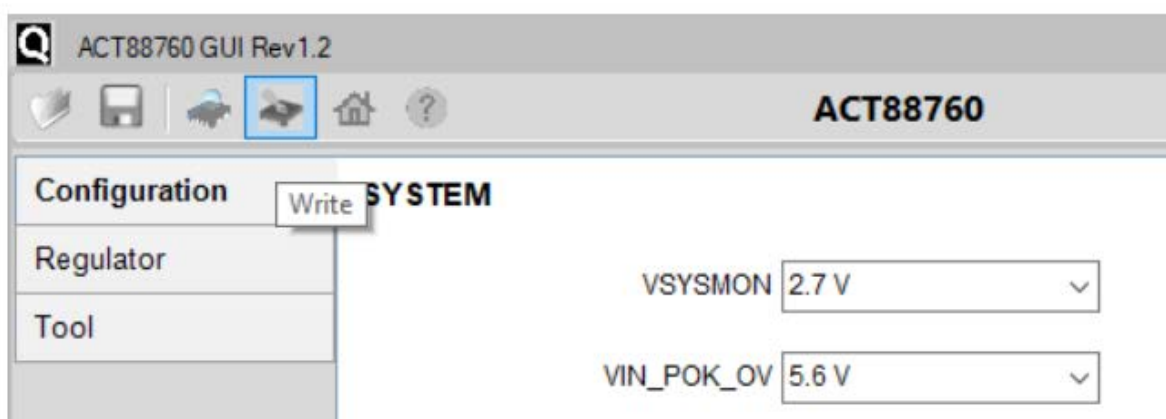 ACT88760 GUI Rev1.2
? ACT88760
Configuration
Write
SYSTEM
Regulator
Tool
VSYSMON 2.7 V
VIN_POK_OV 5.6 V